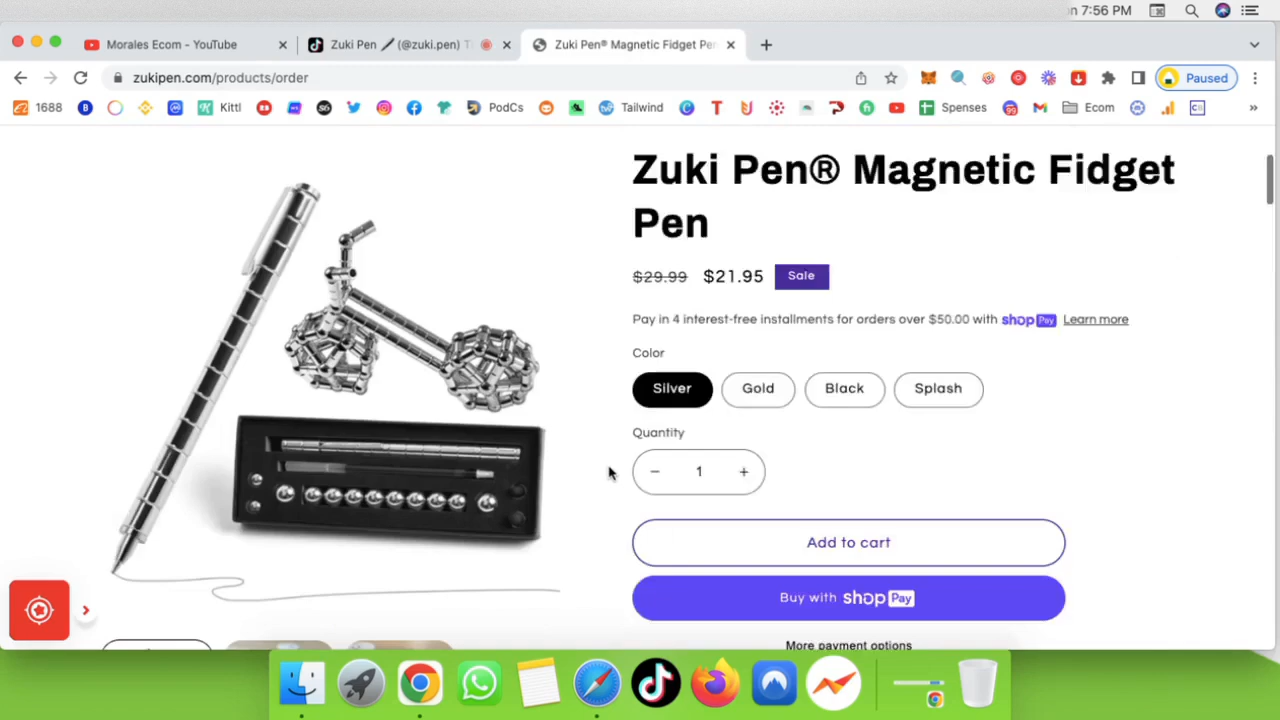 n 7:56 PM
Morales Ecom - YouTube
Zuki Pen (@zuki.pen) T
Zuki Pen® Magnetic Fidget Pen
zukipen.com/products/order
Paused
1688
Kittl
PodCs
Tailwind
Spenses
Ecom
»
Zuki Pen® Magnetic Fidget
Pen
$29.99 $21.95 Sale
Pay in 4 interest-free installments for orders over $50.00 with shop Pay Learn more
Color
Silver Gold Black Splash
Quantity
− 1 +
Add to cart
Buy with shop Pay
More payment options